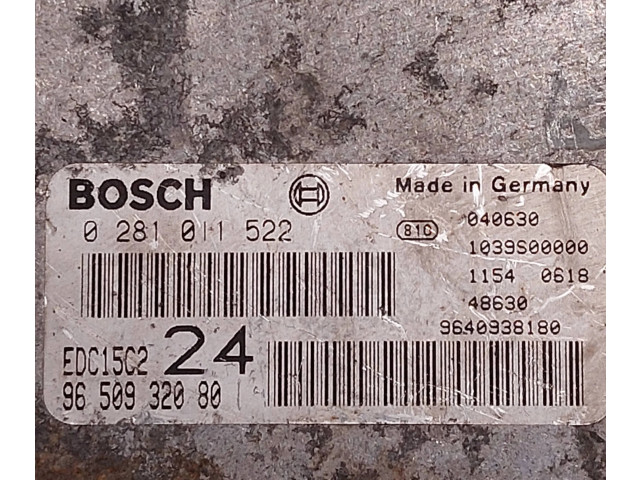 BOSCH
Made in Germany
0 281 011 522
81C
040630
1039S00000
1154 0618
48630
9640938180
EDC15C2 24
96 509 320 80